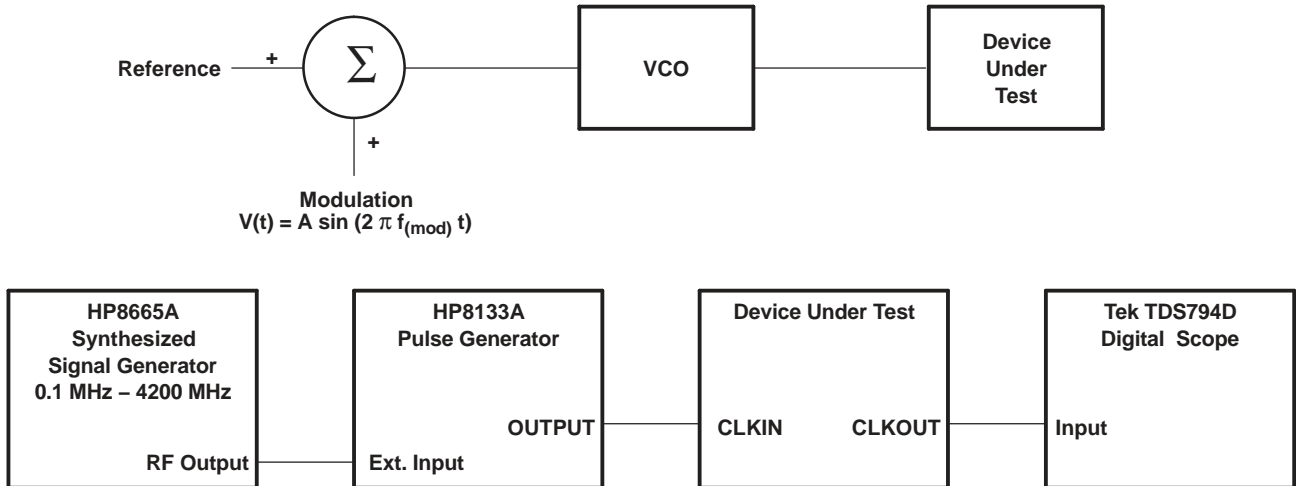 Reference
+
Σ
VCO
Device
Under
Test
+
Modulation
V(t) = A sin (2 π f(mod) t)
HP8665A
Synthesized
Signal Generator
0.1 MHz – 4200 MHz
RF Output
HP8133A
Pulse Generator
OUTPUT
Ext. Input
Device Under Test
CLKIN
CLKOUT
Tek TDS794D
Digital Scope
Input